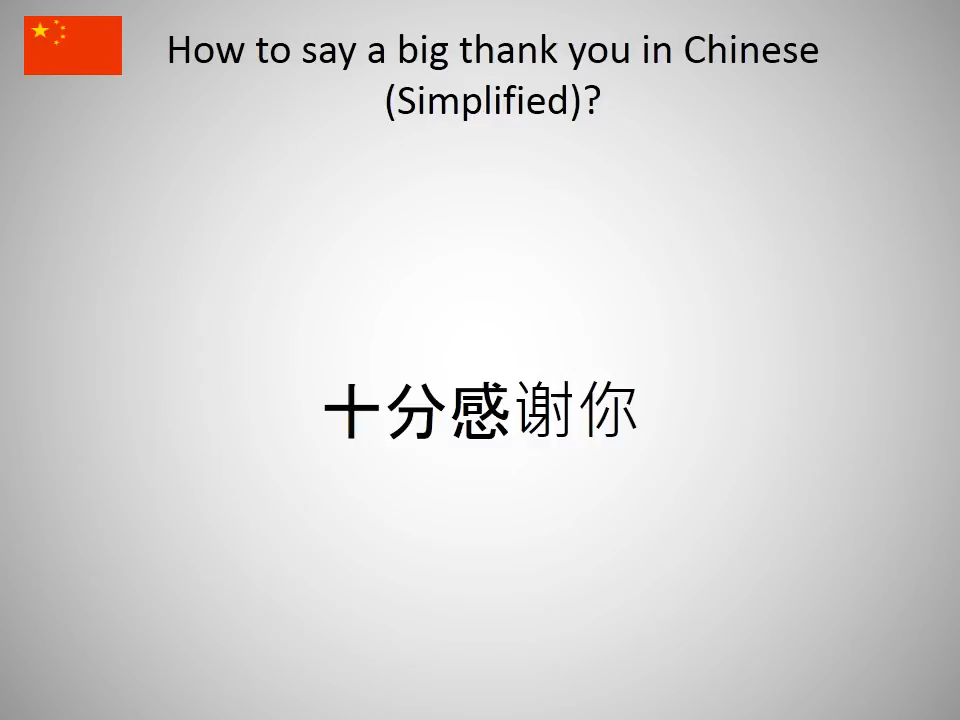 How to say a big thank you in Chinese
(Simplified)?
十分感谢你